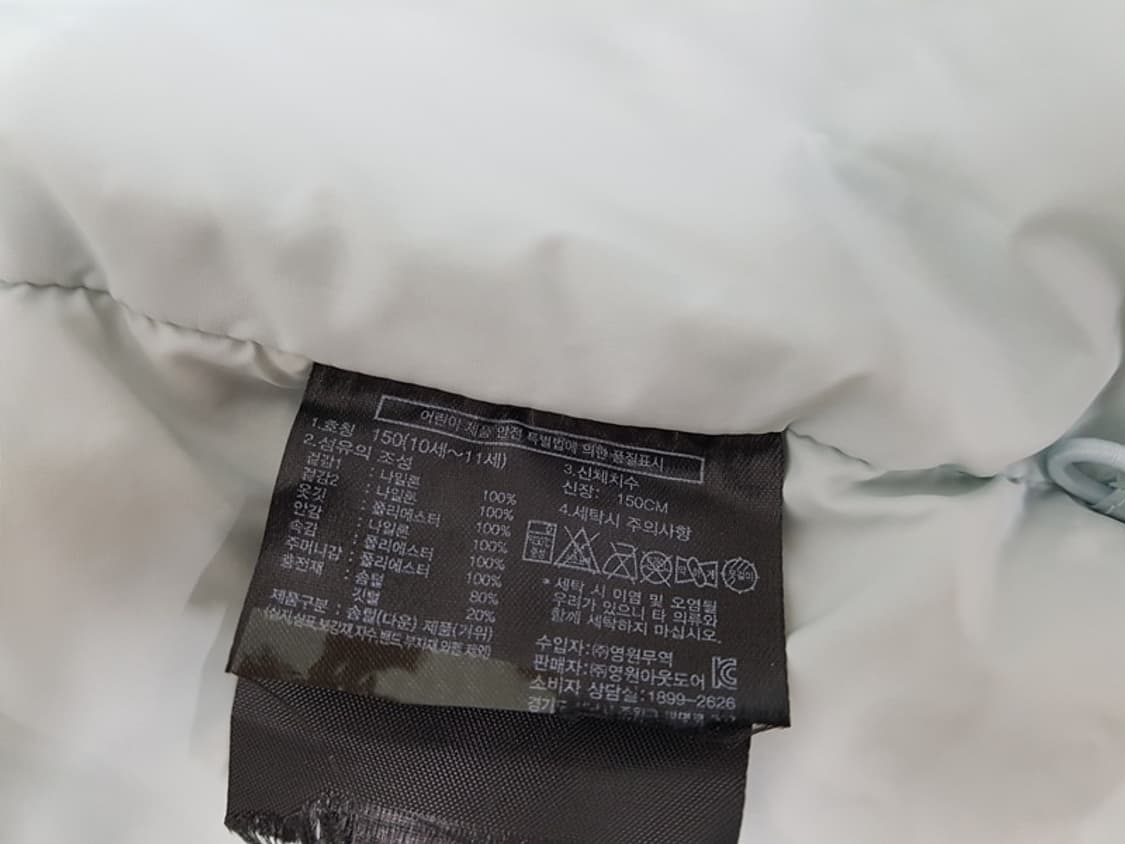 어린이 제품 안전 특별법에 의한 품질표시
1.호칭 150(10세~11세)
2.섬유의 조성
겉감1 : 나일론 100%
겉감2 : 나일론 100%
옷깃 : 폴리에스터 100%
안감 : 나일론 100%
속감 : 폴리에스터 100%
주머니감 : 폴리에스터 100%
충전재 : 솜털 80%
깃털 20%
제품구분 : 솜털(다운) 제품(거위)
3.신체치수
신장: 150CM
4.세탁시 주의사항
* 세탁 시 이염 및 오염될
우려가 있으니 타 의류와
함께 세탁하지 마십시오.
수입자:㈜영원무역
판매자:㈜영원아웃도어
소비자 상담실:1899-2626